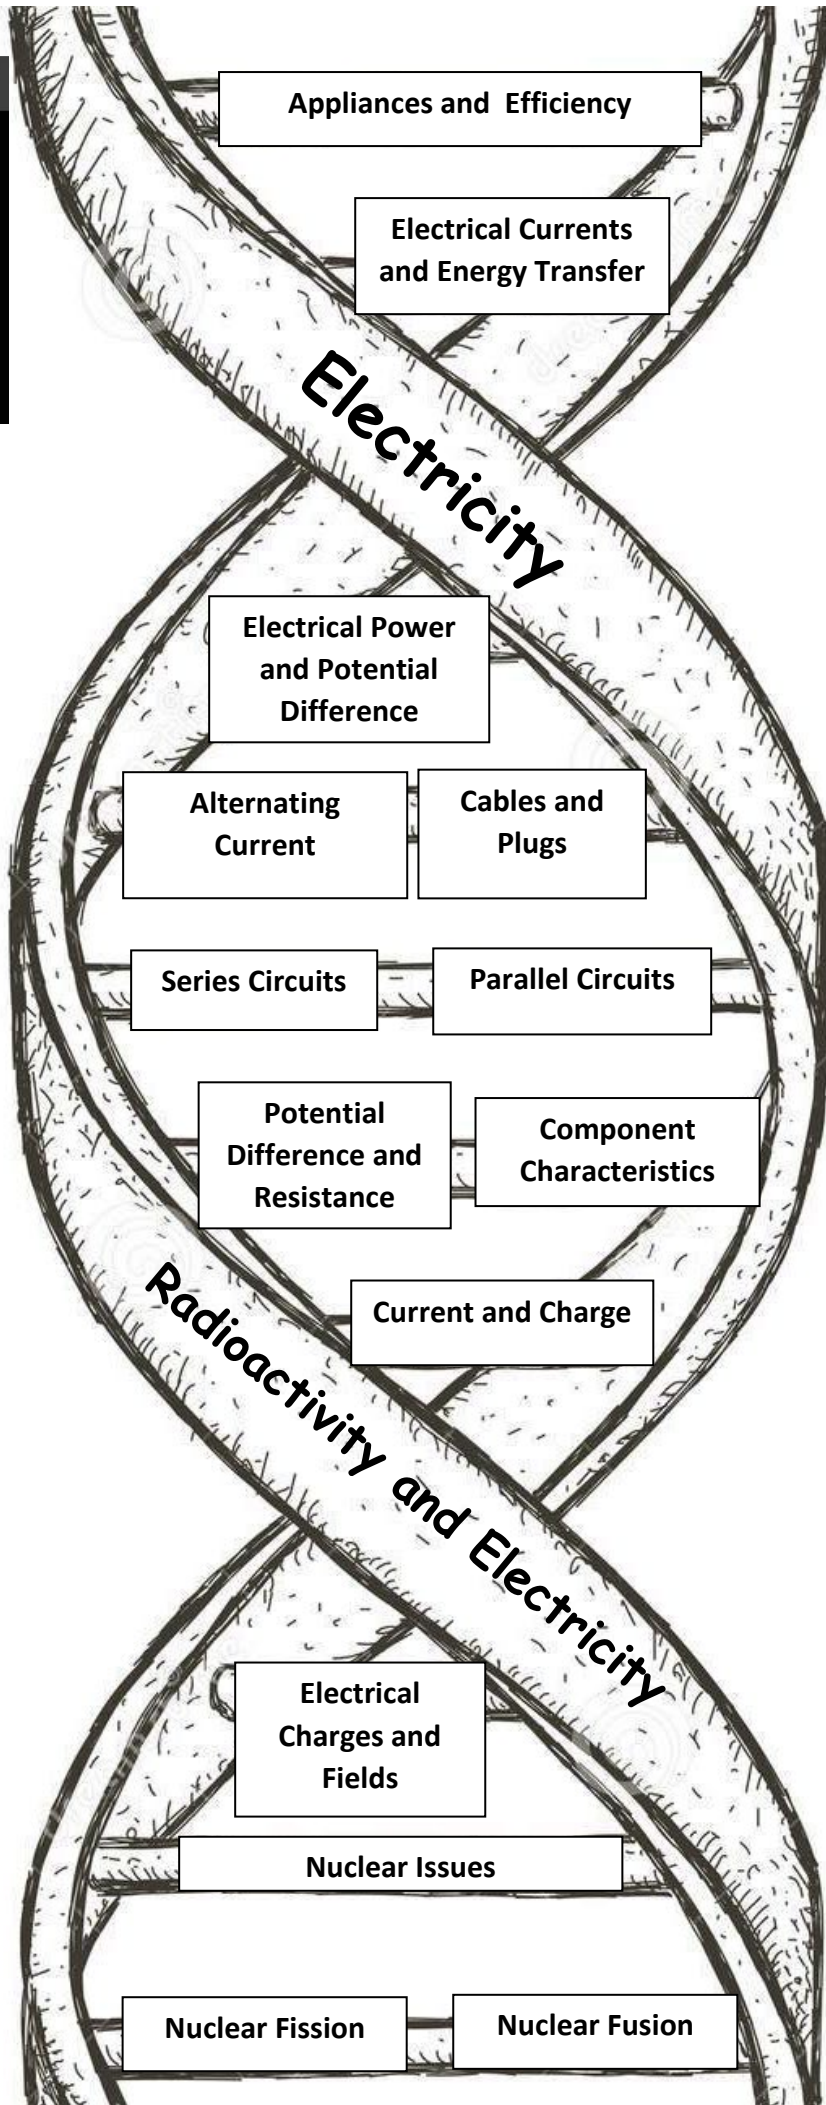 Appliances and Efficiency
Electrical Currents
and Energy Transfer
Electricity
Electrical Power
and Potential
Difference
Alternating
Current
Cables and
Plugs
Series Circuits
Parallel Circuits
Potential
Difference and
Resistance
Component
Characteristics
Current and Charge
Radioactivity and Electricity
Electrical
Charges and
Fields
Nuclear Issues
Nuclear Fission
Nuclear Fusion